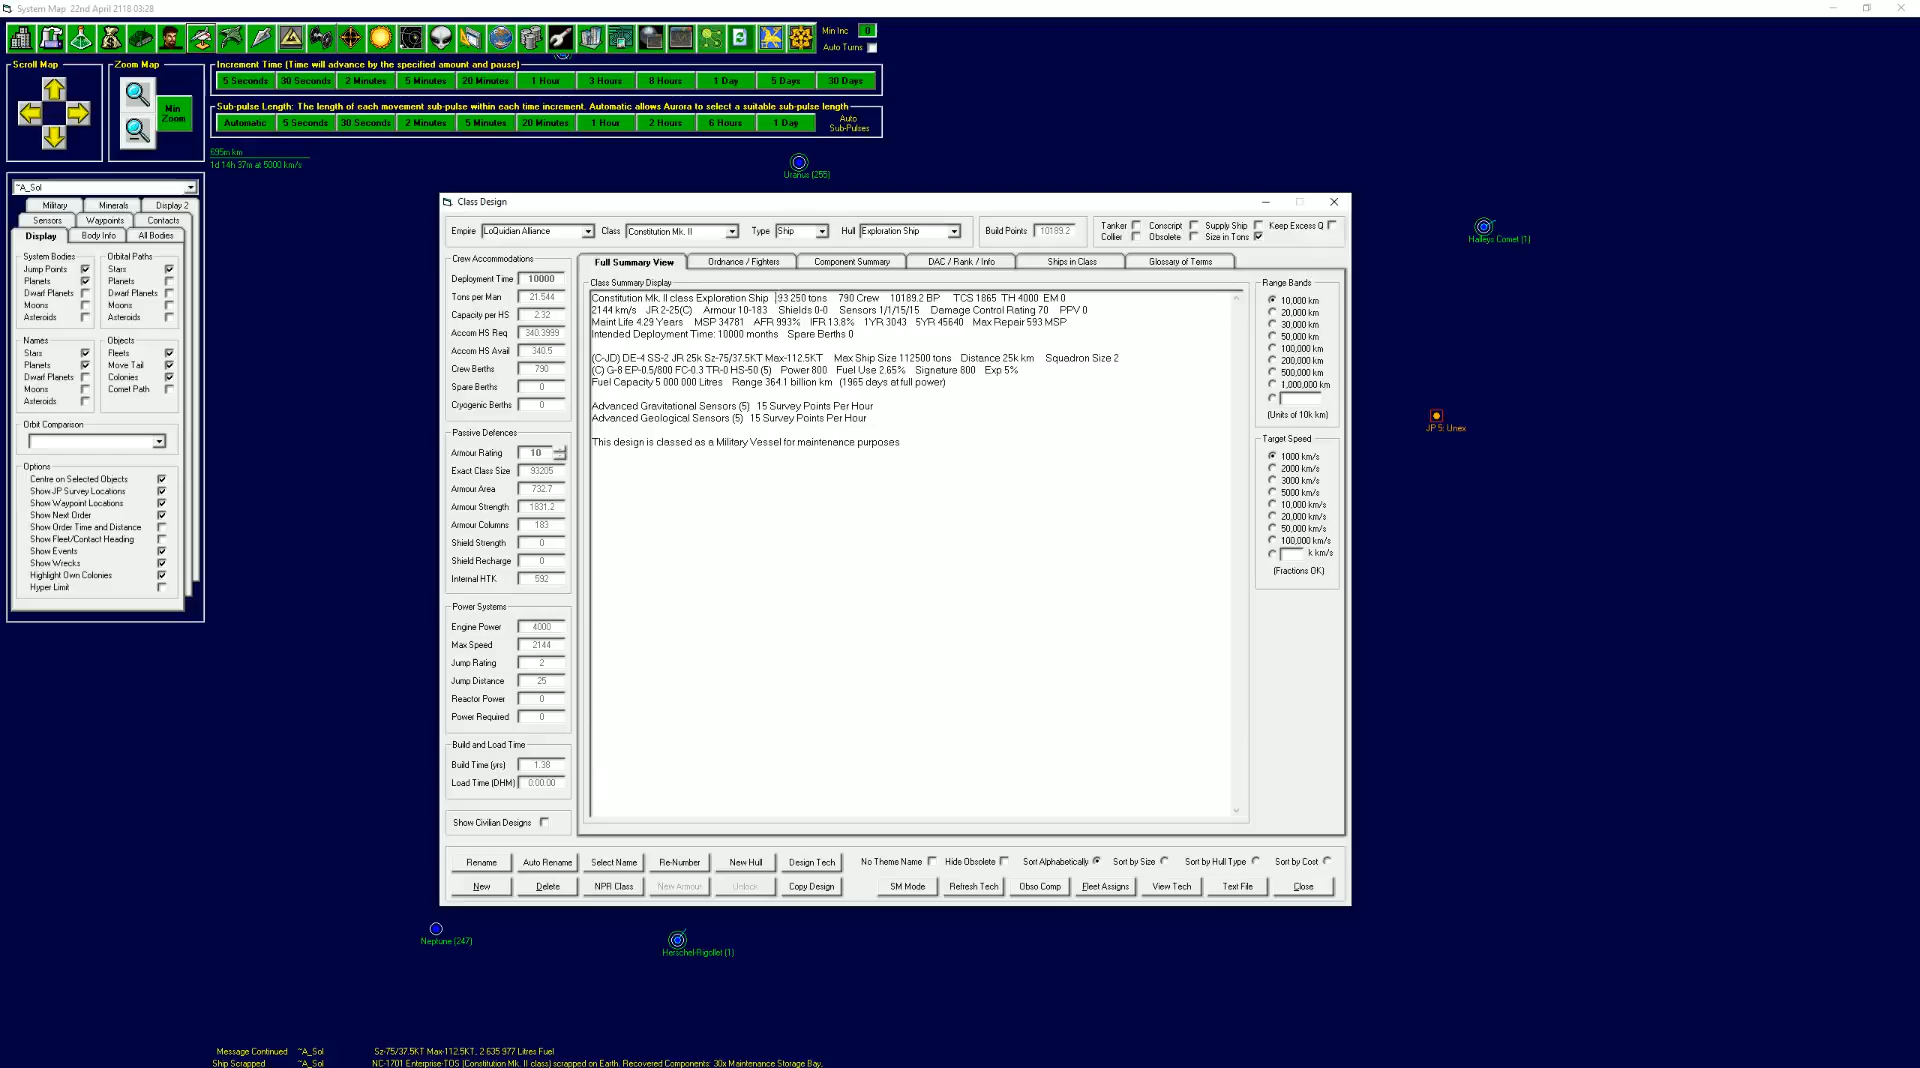 System Map 22nd April 2118 03:28
Min Inc 0
Auto Turns
Scroll Map
Zoom Map
Min Zoom
Increment Time (Time will advance by the specified amount and pause)
5 Seconds 30 Seconds 2 Minutes 5 Minutes 20 Minutes 1 Hour 3 Hours 8 Hours 1 Day 5 Days 30 Days
Sub-pulse Length: The length of each movement sub-pulse within each time increment. Automatic allows Aurora to select a suitable sub-pulse length
Automatic 5 Seconds 30 Seconds 2 Minutes 5 Minutes 20 Minutes 1 Hour 2 Hours 6 Hours 1 Day
Auto Sub-Pulses
695m km
1d 14h 37m at 5000 km/s
Uranus (255)
Halleys Comet (1)
JP 5: Unex
Neptune (247)
Herschel-Rigollet (1)
~A_Sol
Military Minerals Display 2
Sensors Waypoints Contacts
Display Body Info All Bodies
System Bodies
Jump Points
Planets
Dwarf Planets
Moons
Asteroids
Orbital Paths
Stars
Planets
Dwarf Planets
Moons
Asteroids
Names
Stars
Planets
Dwarf Planets
Moons
Asteroids
Objects
Fleets
Move Tail
Colonies
Comet Path
Orbit Comparison
Options
Centre on Selected Objects
Show JP Survey Locations
Show Waypoint Locations
Show Next Order
Show Order Time and Distance
Show Fleet/Contact Heading
Show Events
Show Wrecks
Highlight Own Colonies
Hyper Limit
Class Design
Empire LoQuidian Alliance Class Constitution Mk. II Type Ship Hull Exploration Ship
Build Points 10189.2
Tanker Conscript Supply Ship Keep Excess Q
Collier Obsolete Size in Tons
Crew Accommodations
Deployment Time 10000
Tons per Man 21.544
Capacity per HS 2.32
Accom HS Req 340.3999
Accom HS Avail 340.5
Crew Berths 790
Spare Berths 0
Cryogenic Berths 0
Passive Defences
Armour Rating 10
Exact Class Size 93205
Armour Area 732.7
Armour Strength 1831.2
Armour Columns 183
Shield Strength 0
Shield Recharge 0
Internal HTK 592
Power Systems
Engine Power 4000
Max Speed 2144
Jump Rating 2
Jump Distance 25
Reactor Power 0
Power Required 0
Build and Load Time
Build Time (yrs) 1.38
Load Time (DHM) 0:00:00
Show Civilian Designs
Full Summary View Ordnance / Fighters Component Summary DAC / Rank / Info Ships in Class Glossary of Terms
Class Summary Display
Constitution Mk. II class Exploration Ship 93 250 tons 790 Crew 10189.2 BP TCS 1865 TH 4000 EM 0
2144 km/s JR 2-25(C) Armour 10-183 Shields 0-0 Sensors 1/1/15/15 Damage Control Rating 70 PPV 0
Maint Life 4.29 Years MSP 34781 AFR 993% IFR 13.8% 1YR 3043 5YR 45640 Max Repair 593 MSP
Intended Deployment Time: 10000 months Spare Berths 0
(C-JD) DE-4 SS-2 JR 25k Sz-75/37.5KT Max-112.5KT Max Ship Size 112500 tons Distance 25k km Squadron Size 2
(C) G-8 EP-0.5/800 FC-0.3 TR-0 HS-50 (5) Power 800 Fuel Use 2.65% Signature 800 Exp 5%
Fuel Capacity 5 000 000 Litres Range 364.1 billion km (1965 days at full power)
Advanced Gravitational Sensors (5) 15 Survey Points Per Hour
Advanced Geological Sensors (5) 15 Survey Points Per Hour
This design is classed as a Military Vessel for maintenance purposes
Range Bands
10,000 km
20,000 km
30,000 km
50,000 km
100,000 km
200,000 km
500,000 km
1,000,000 km
(Units of 10k km)
Target Speed
1000 km/s
2000 km/s
3000 km/s
5000 km/s
10,000 km/s
20,000 km/s
50,000 km/s
100,000 km/s
k km/s
(Fractions OK)
Rename Auto Rename Select Name Re-Number New Hull Design Tech No Theme Name Hide Obsolete Sort Alphabetically Sort by Size Sort by Hull Type Sort by Cost
New Delete NPR Class New Armour Unlock Copy Design SM Mode Refresh Tech Obso Comp Fleet Assigns View Tech Text File Close
Message Continued ~A_Sol Sz-75/37.5KT Max-112.5KT, 2 635 977 Litres Fuel
Ship Scrapped ~A_Sol NC-1701 Enterprise-TOS (Constitution Mk. II class) scrapped on Earth. Recovered Components: 30x Maintenance Storage Bay,